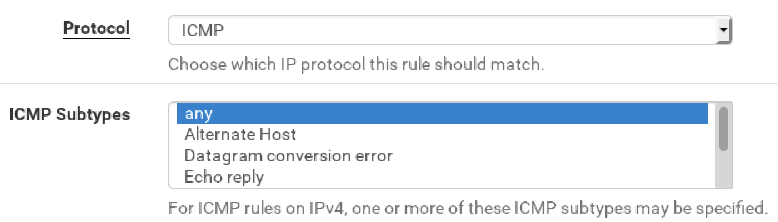 Protocol ICMP
Choose which IP protocol this rule should match.
ICMP Subtypes any
Alternate Host
Datagram conversion error
Echo reply
For ICMP rules on IPv4, one or more of these ICMP subtypes may be specified.